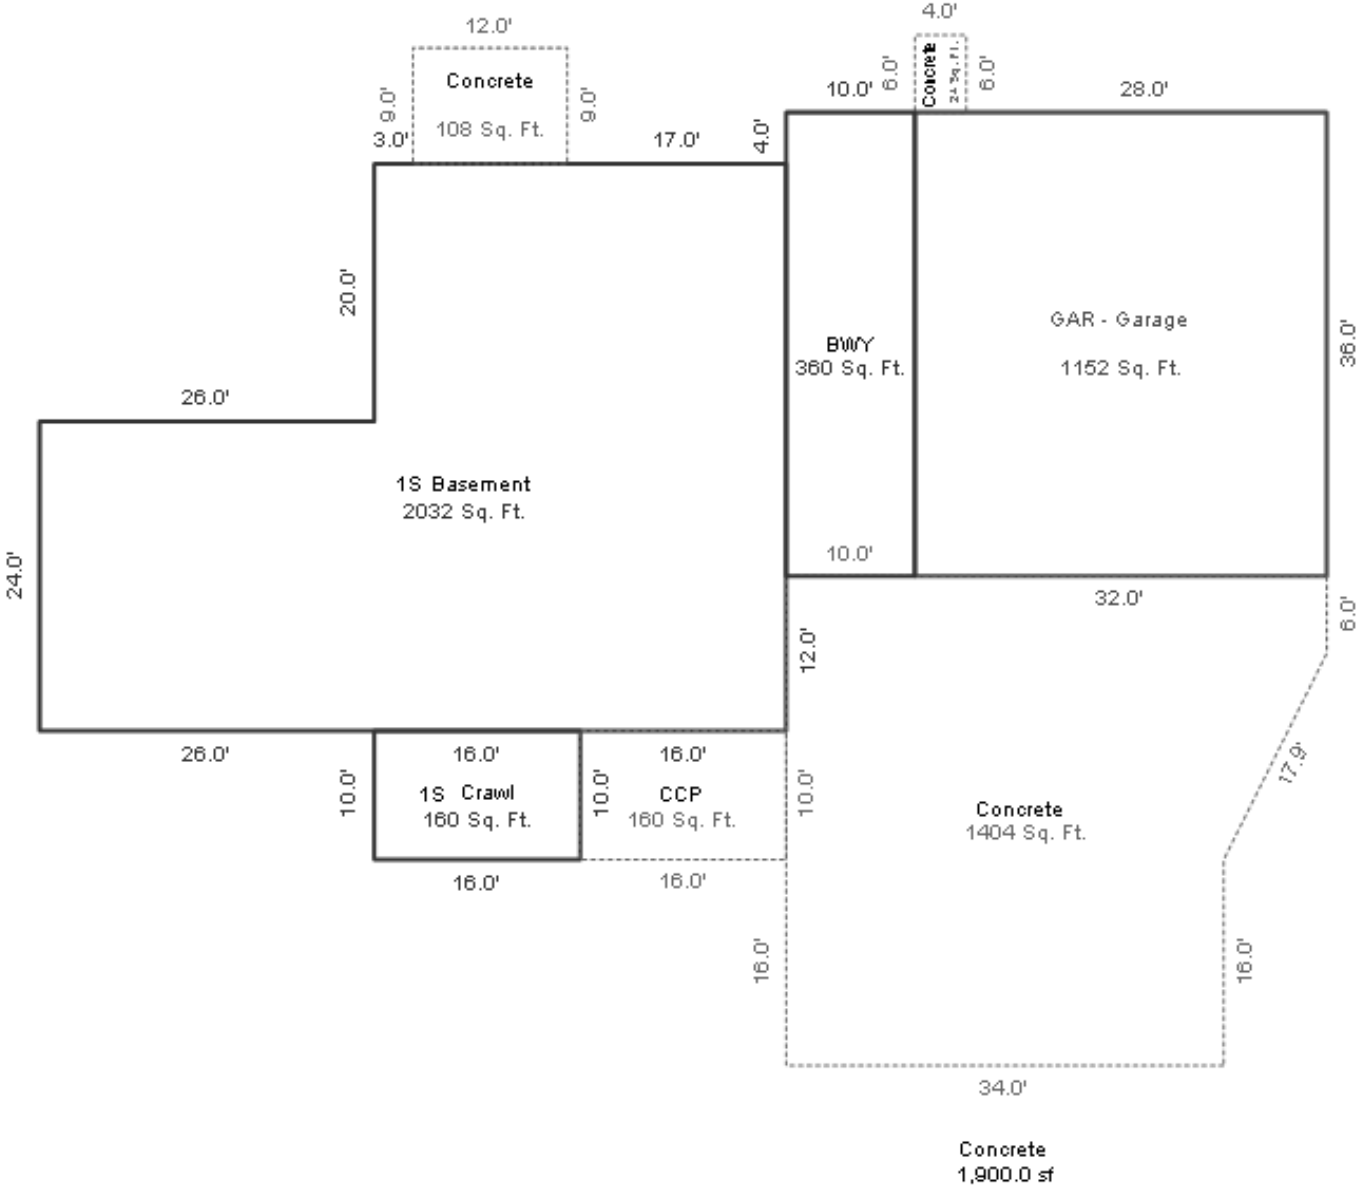 4.0'
12.0'
Concrete
108 Sq. Ft.
9.0'
9.0'
3.0'
17.0'
4.0'
10.0'
6.0'
Concrete
24 Sq. Ft.
6.0'
28.0'
20.0'
GAR - Garage
1152 Sq. Ft.
36.0'
BWY
360 Sq. Ft.
26.0'
1S Basement
2032 Sq. Ft.
24.0'
10.0'
32.0'
6.0'
12.0'
26.0'
16.0'
16.0'
10.0'
1S Crawl
160 Sq. Ft.
10.0'
CCP
160 Sq. Ft.
10.0'
17.9'
Concrete
1404 Sq. Ft.
16.0'
16.0'
16.0'
16.0'
34.0'
Concrete
1,900.0 sf